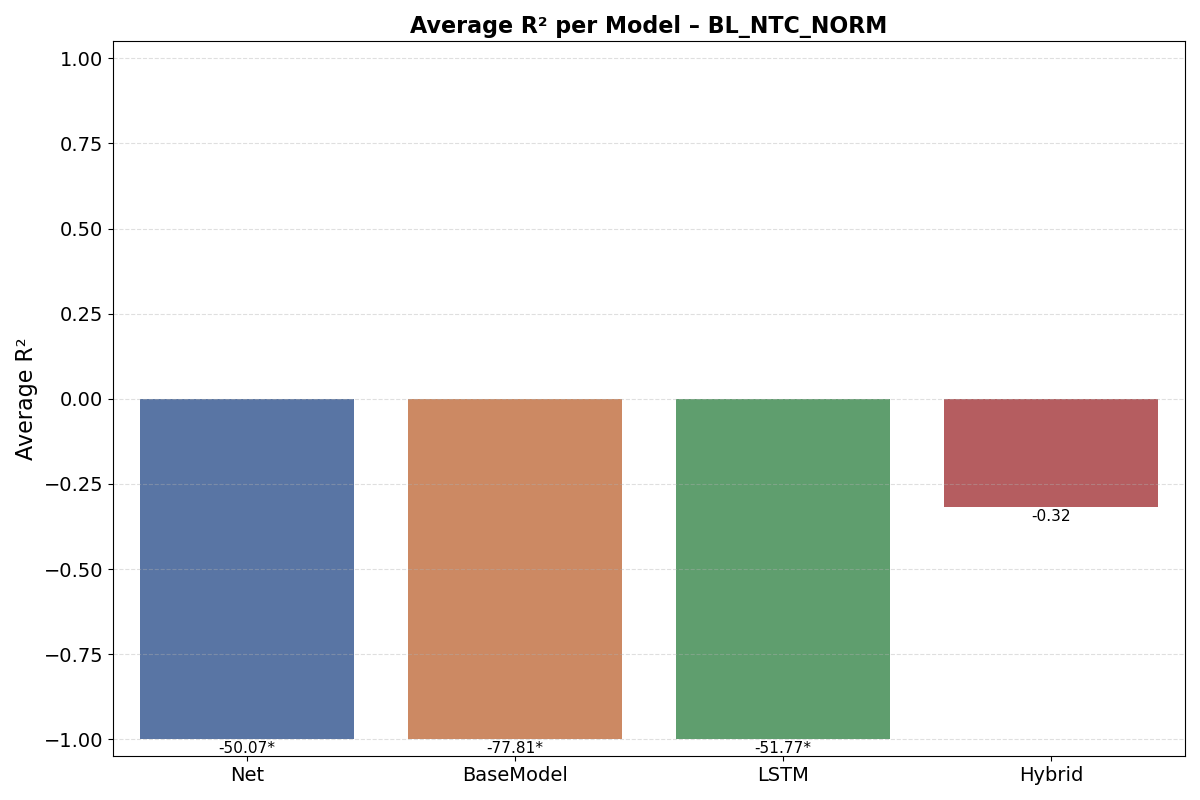 Average R² per Model – BL_NTC_NORM
Average R²
1.00
0.75
0.50
0.25
0.00
−0.25
−0.50
−0.75
−1.00
-50.07*
-77.81*
-51.77*
-0.32
Net
BaseModel
LSTM
Hybrid